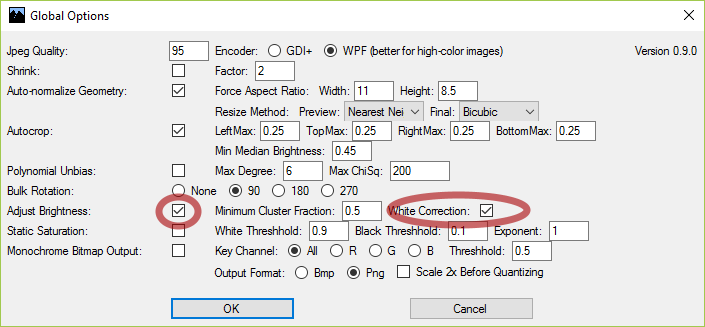 Global Options
Jpeg Quality: 95 Encoder: GDI+ WPF (better for high-color images) Version 0.9.0
Shrink: Factor: 2
Auto-nomalize Geometry: Force Aspect Ratio: Width: 11 Height: 8.5
Resize Method: Preview: Nearest Nei Final: Bicubic
Autocrop: LeftMax: 0.25 TopMax: 0.25 RightMax: 0.25 BottomMax: 0.25
Min Median Brightness: 0.45
Polynomial Unbias: Max Degree: 6 Max ChiSq: 200
Bulk Rotation: None 90 180 270
Adjust Brightness: Minimum Cluster Fraction: 0.5 White Correction:
Static Saturation: White Threshhold: 0.9 Black Threshhold: 0.1 Exponent: 1
Monochrome Bitmap Output: Key Channel: All R G B Threshhold: 0.5
Output Format: Bmp Png Scale 2x Before Quantizing
OK Cancel